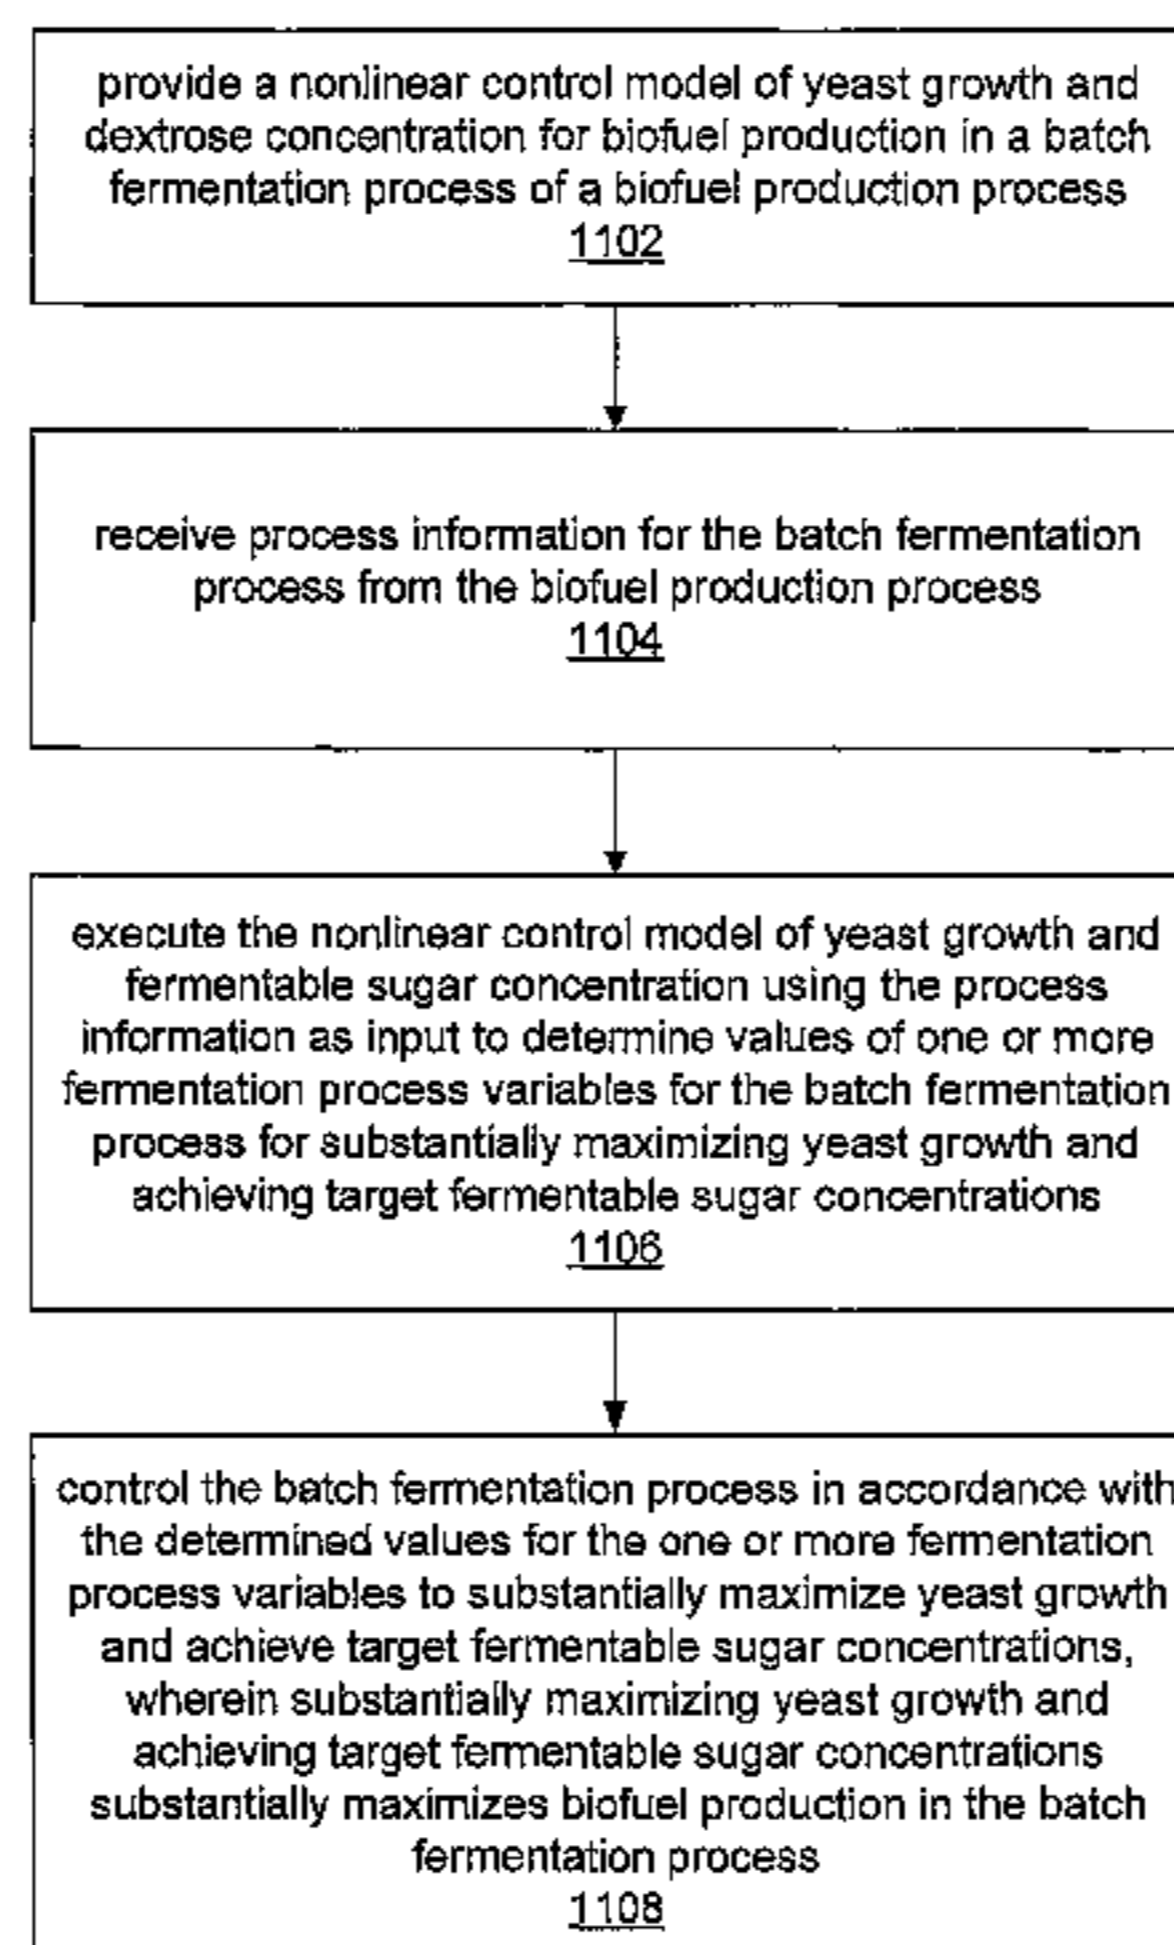 provide a nonlinear control model of yeast growth and
dextrose concentration for biofuel production in a batch
fermentation process of a biofuel production process
1102
receive process information for the batch fermentation
process from the biofuel production process
1104
execute the nonlinear control model of yeast growth and
fermentable sugar concentration using the process
information as input to determine values of one or more
fermentation process variables for the batch fermentation
process for substantially maximizing yeast growth and
achieving target fermentable sugar concentrations
1106
control the batch fermentation process in accordance with
the determined values for the one or more fermentation
process variables to substantially maximize yeast growth
and achieve target fermentable sugar concentrations,
wherein substantially maximizing yeast growth and
achieving target fermentable sugar concentrations
substantially maximizes biofuel production in the batch
fermentation process
1108